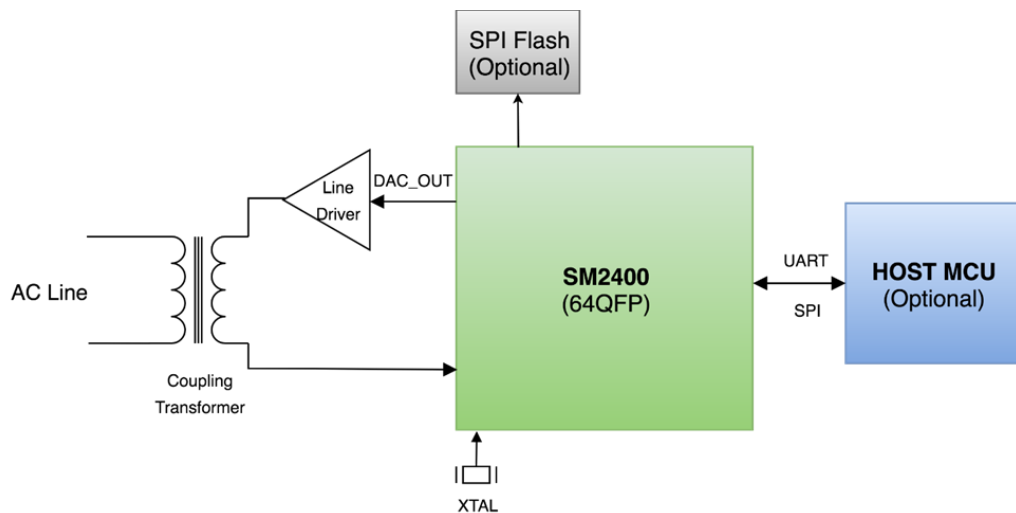 SPI Flash
(Optional)
Line
Driver
DAC_OUT
AC Line
Coupling
Transformer
SM2400
(64QFP)
UART
SPI
HOST MCU
(Optional)
XTAL